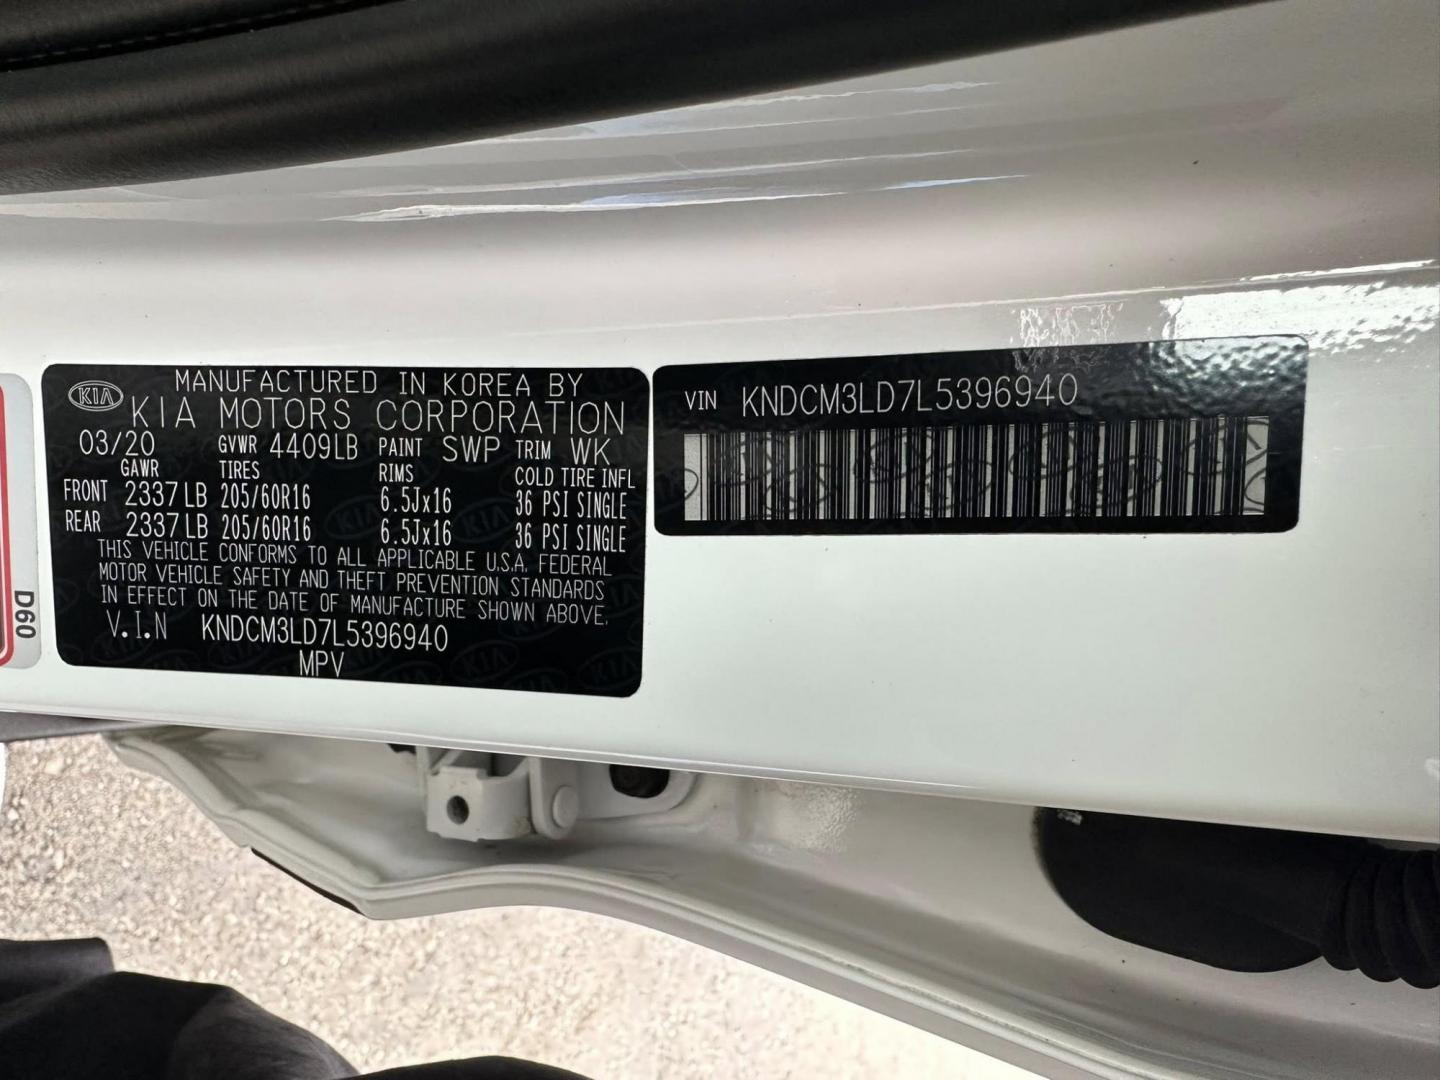 KIA
MANUFACTURED IN KOREA BY
KIA MOTORS CORPORATION
03/20 GVWR 4409LB PAINT SWP TRIM WK
GAWR TIRES RIMS COLD TIRE INFL
FRONT 2337LB 205/60R16 6.5Jx16 36 PSI SINGLE
REAR 2337LB 205/60R16 6.5Jx16 36 PSI SINGLE
THIS VEHICLE CONFORMS TO ALL APPLICABLE U.S.A. FEDERAL
MOTOR VEHICLE SAFETY AND THEFT PREVENTION STANDARDS
IN EFFECT ON THE DATE OF MANUFACTURE SHOWN ABOVE.
V.I.N KNDCM3LD7L5396940
MPV
VIN KNDCM3LD7L5396940
D60